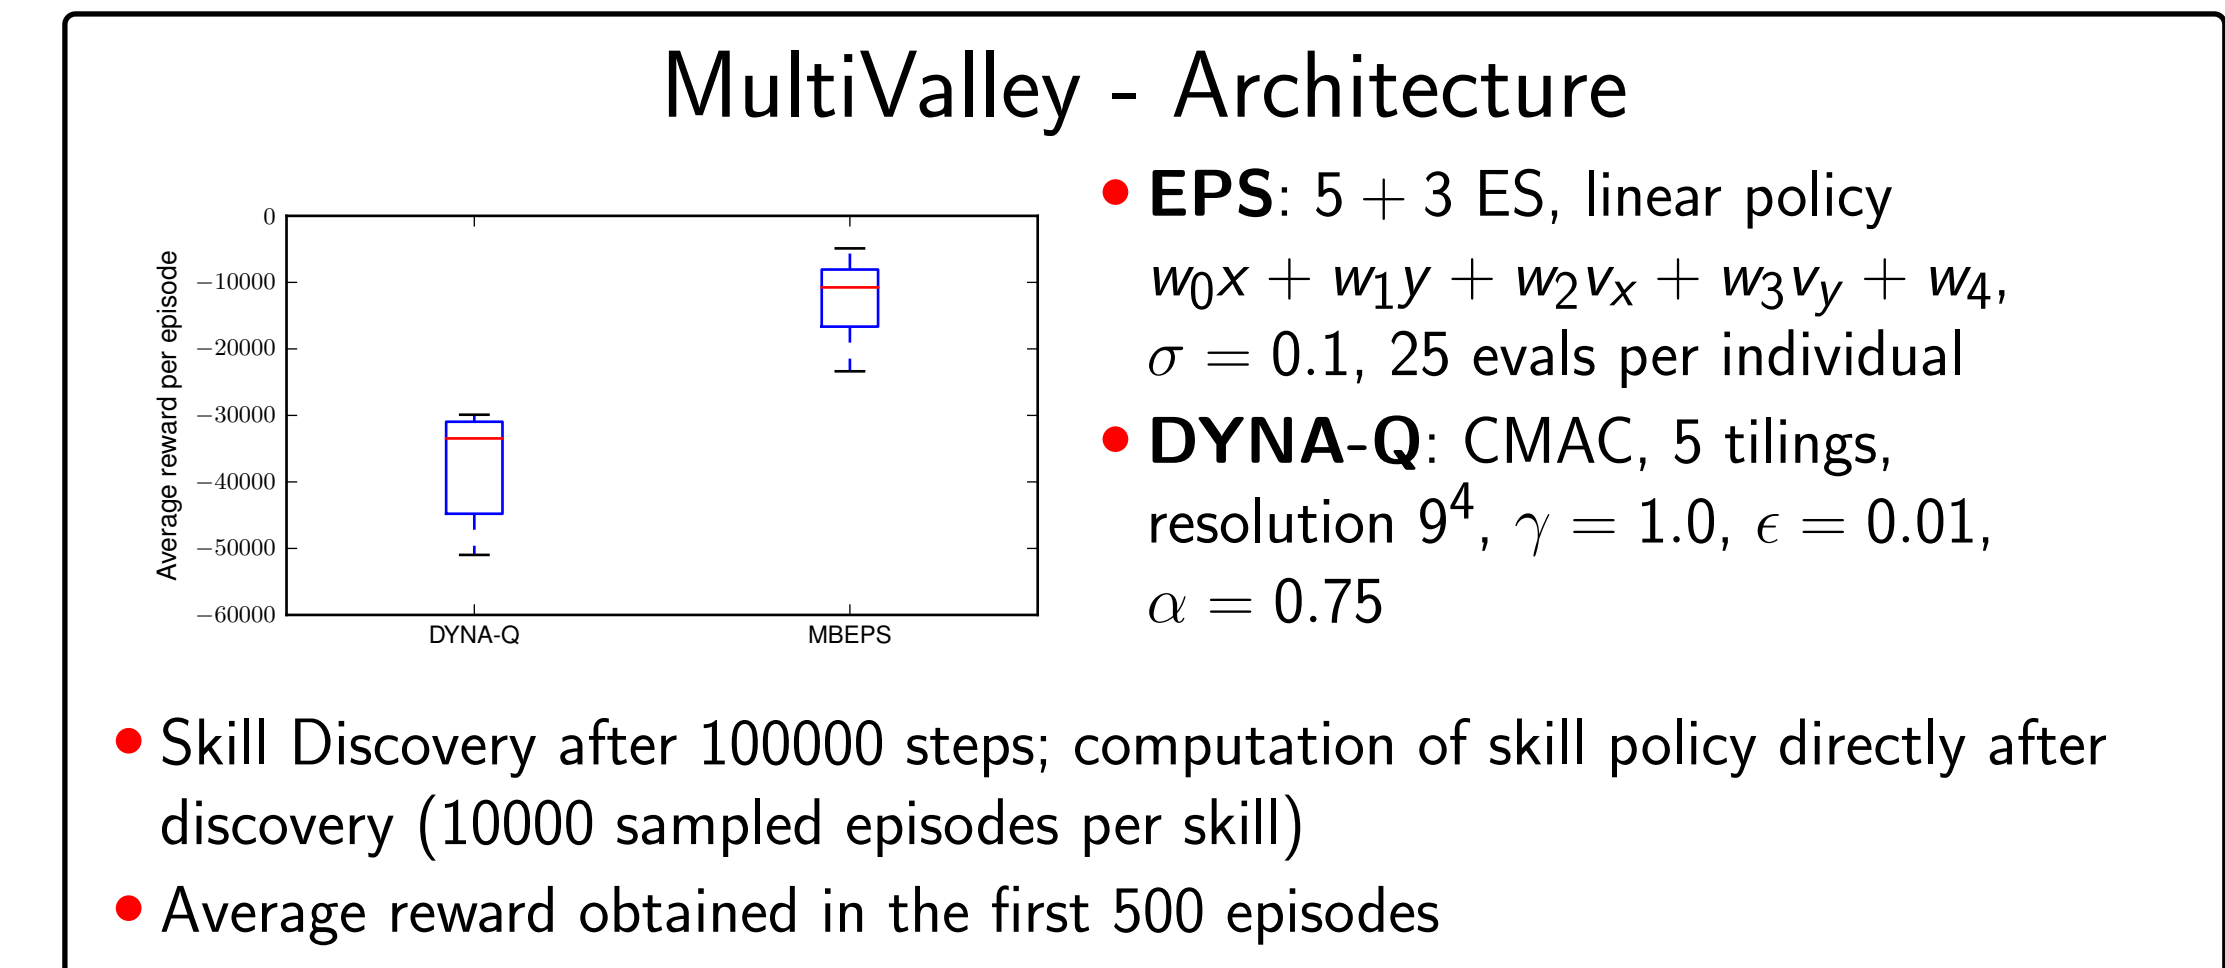 MultiValley - Architecture
0
−10000
−20000
−30000
−40000
−50000
−60000
Average reward per episode
DYNA-Q
MBEPS
• EPS: 5 + 3 ES, linear policy
w₀x + w₁y + w₂vₓ + w₃v_y + w₄,
σ = 0.1, 25 evals per individual
• DYNA-Q: CMAC, 5 tilings,
resolution 9⁴, γ = 1.0, ϵ = 0.01,
α = 0.75
• Skill Discovery after 100000 steps; computation of skill policy directly after
discovery (10000 sampled episodes per skill)
• Average reward obtained in the first 500 episodes